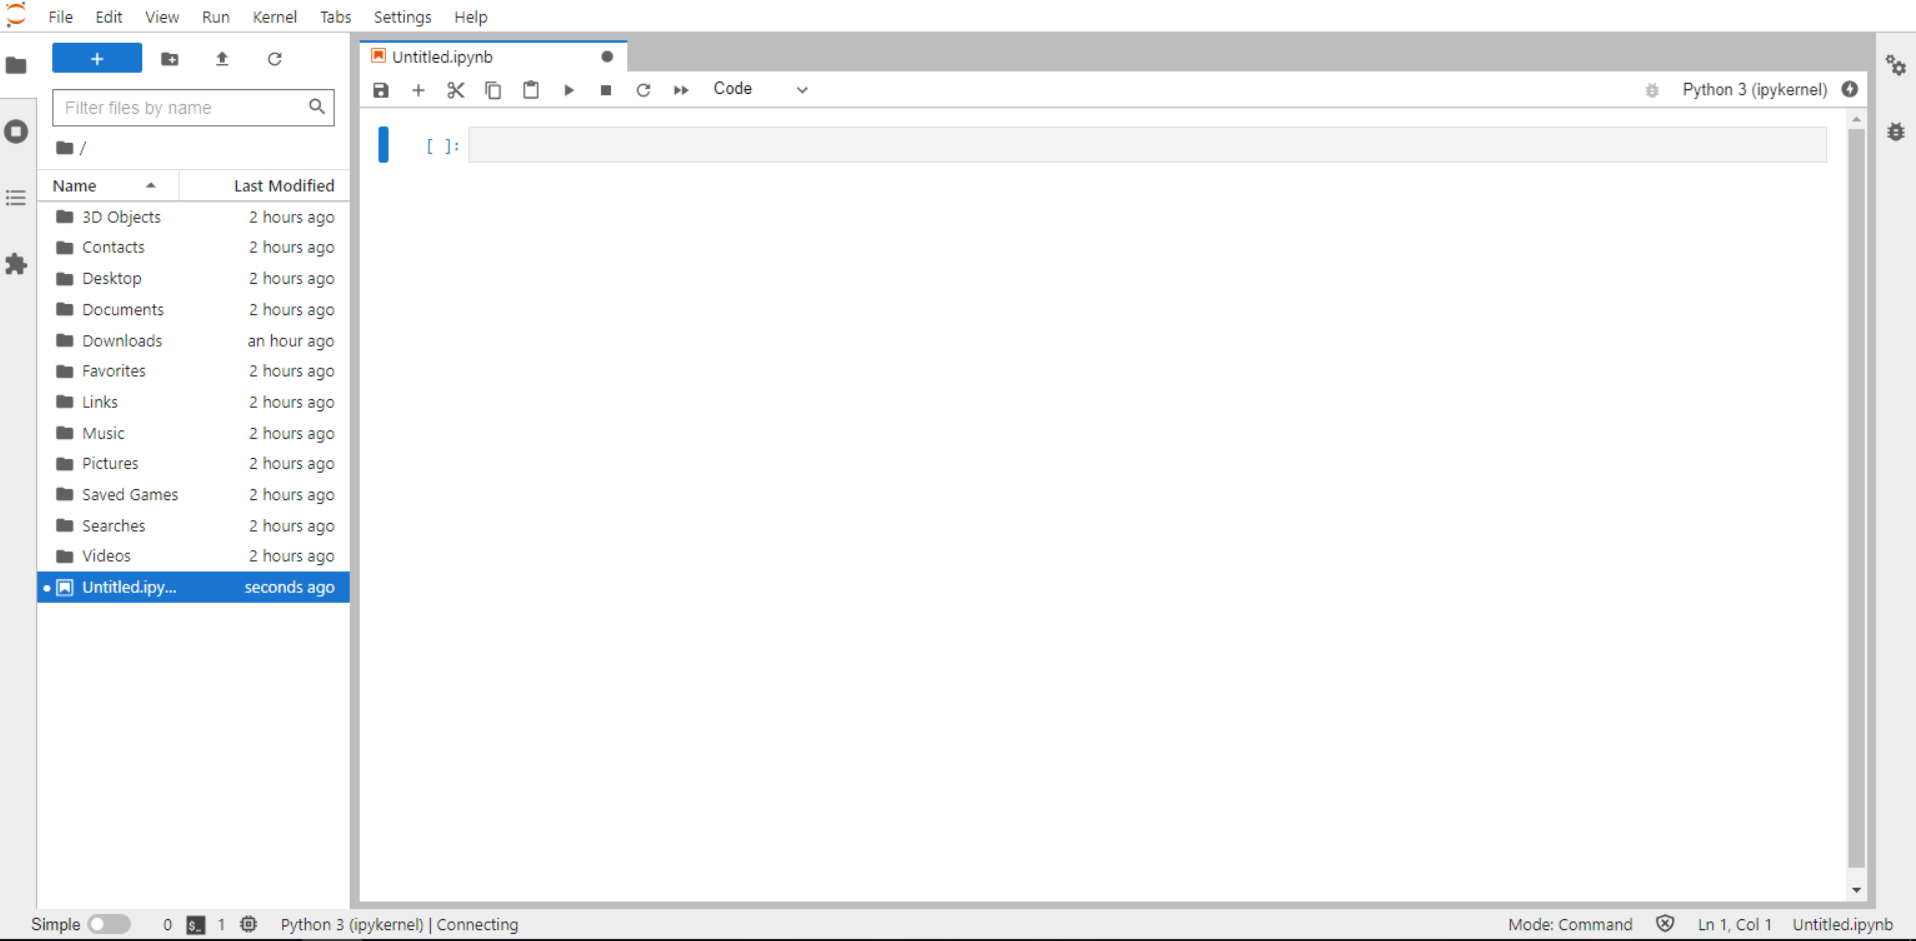 File Edit View Run Kernel Tabs Settings Help
+
Untitled.ipynb
Code
Python 3 (ipykernel)
Filter files by name
/
[ ]:
Name Last Modified
3D Objects 2 hours ago
Contacts 2 hours ago
Desktop 2 hours ago
Documents 2 hours ago
Downloads an hour ago
Favorites 2 hours ago
Links 2 hours ago
Music 2 hours ago
Pictures 2 hours ago
Saved Games 2 hours ago
Searches 2 hours ago
Videos 2 hours ago
Untitled.ipy... seconds ago
Simple 0 $_ 1 Python 3 (ipykernel) | Connecting Mode: Command Ln 1, Col 1 Untitled.ipynb